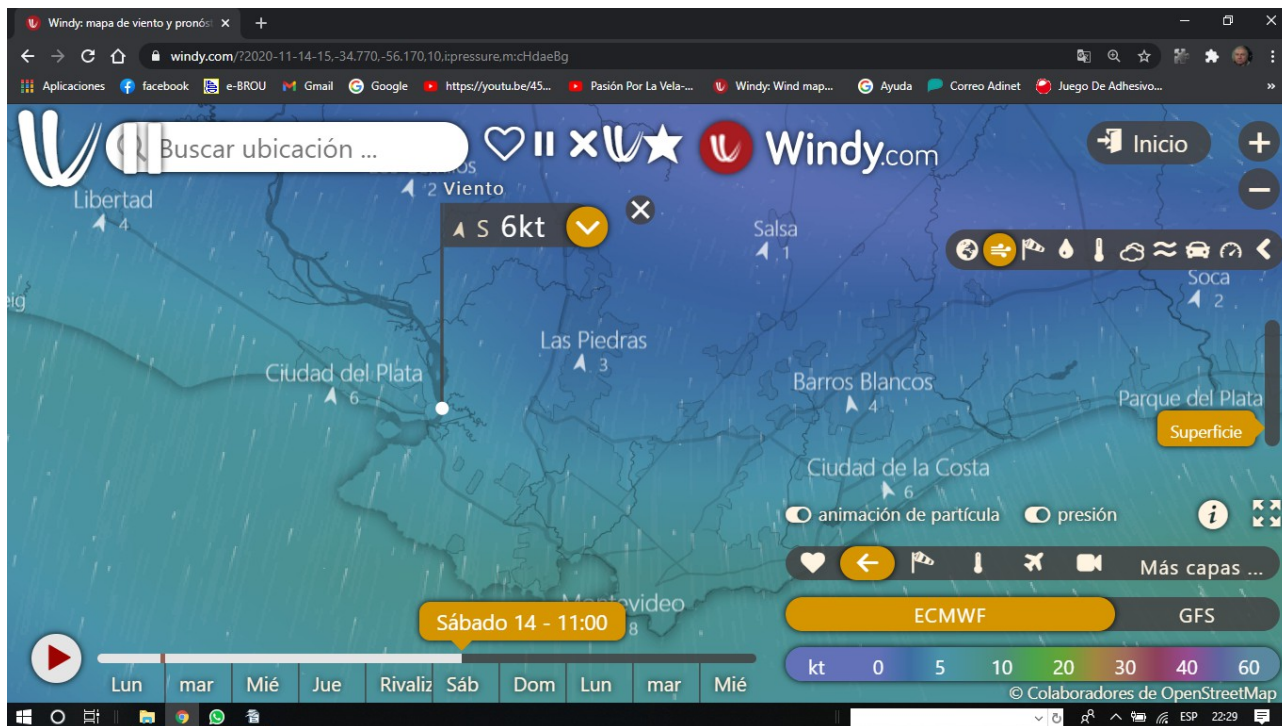 Windy: mapa de viento y pronós
windy.com/?2020-11-14-15,-34.770,-56.170,10,i:pressure,m:cHdaeBg
Aplicaciones facebook e-BROU Gmail Google https://youtu.be/45... Pasión Por La Vela-... Windy: Wind map... Ayuda Correo Adinet Juego De Adhesivo... »
Buscar ubicación ...
Windy.com
Inicio
2
Viento
Libertad
4
S 6kt
Salsa
1
Soca
2
Las Piedras
3
Ciudad del Plata
6
Barros Blancos
4
Parque del Plata
Superficie
Ciudad de la Costa
6
animación de partícula presión
Más capas ...
Montevideo
8
Sábado 14 - 11:00
ECMWF GFS
kt 0 5 10 20 30 40 60
Lun mar Mié Jue Rivaliz Sáb Dom Lun mar Mié
© Colaboradores de OpenStreetMap
ESP 22:29